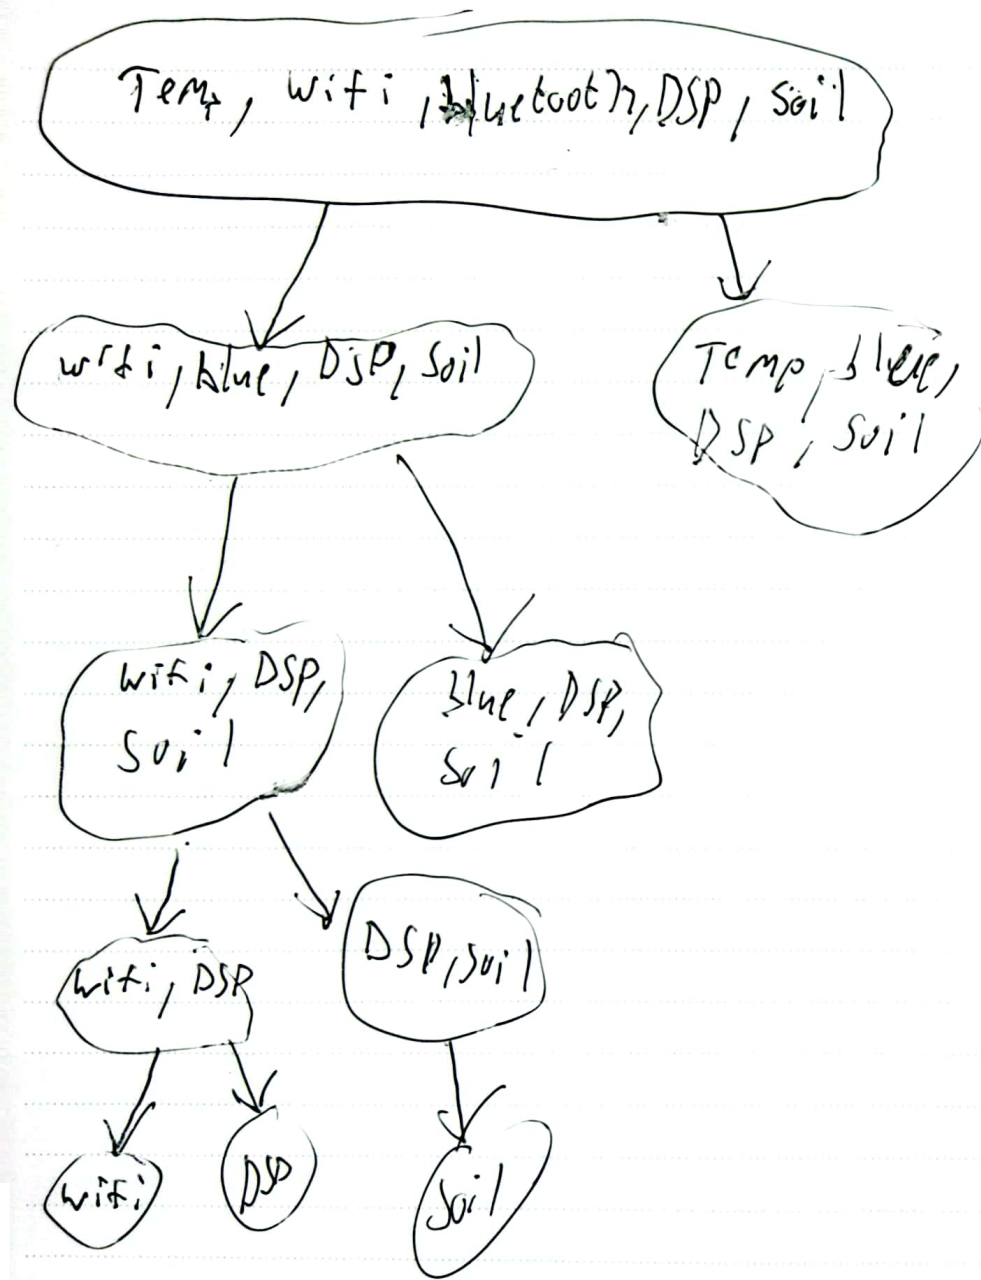 Temp, wifi, bluetooth, DSP, Soil
wifi, blue, DSP, Soil
Temp, blue,
DSP, Soil
wifi, DSP,
Soil
blue, DSP,
Soil
wifi, DSP
DSP, Soil
wifi
DSP
Soil